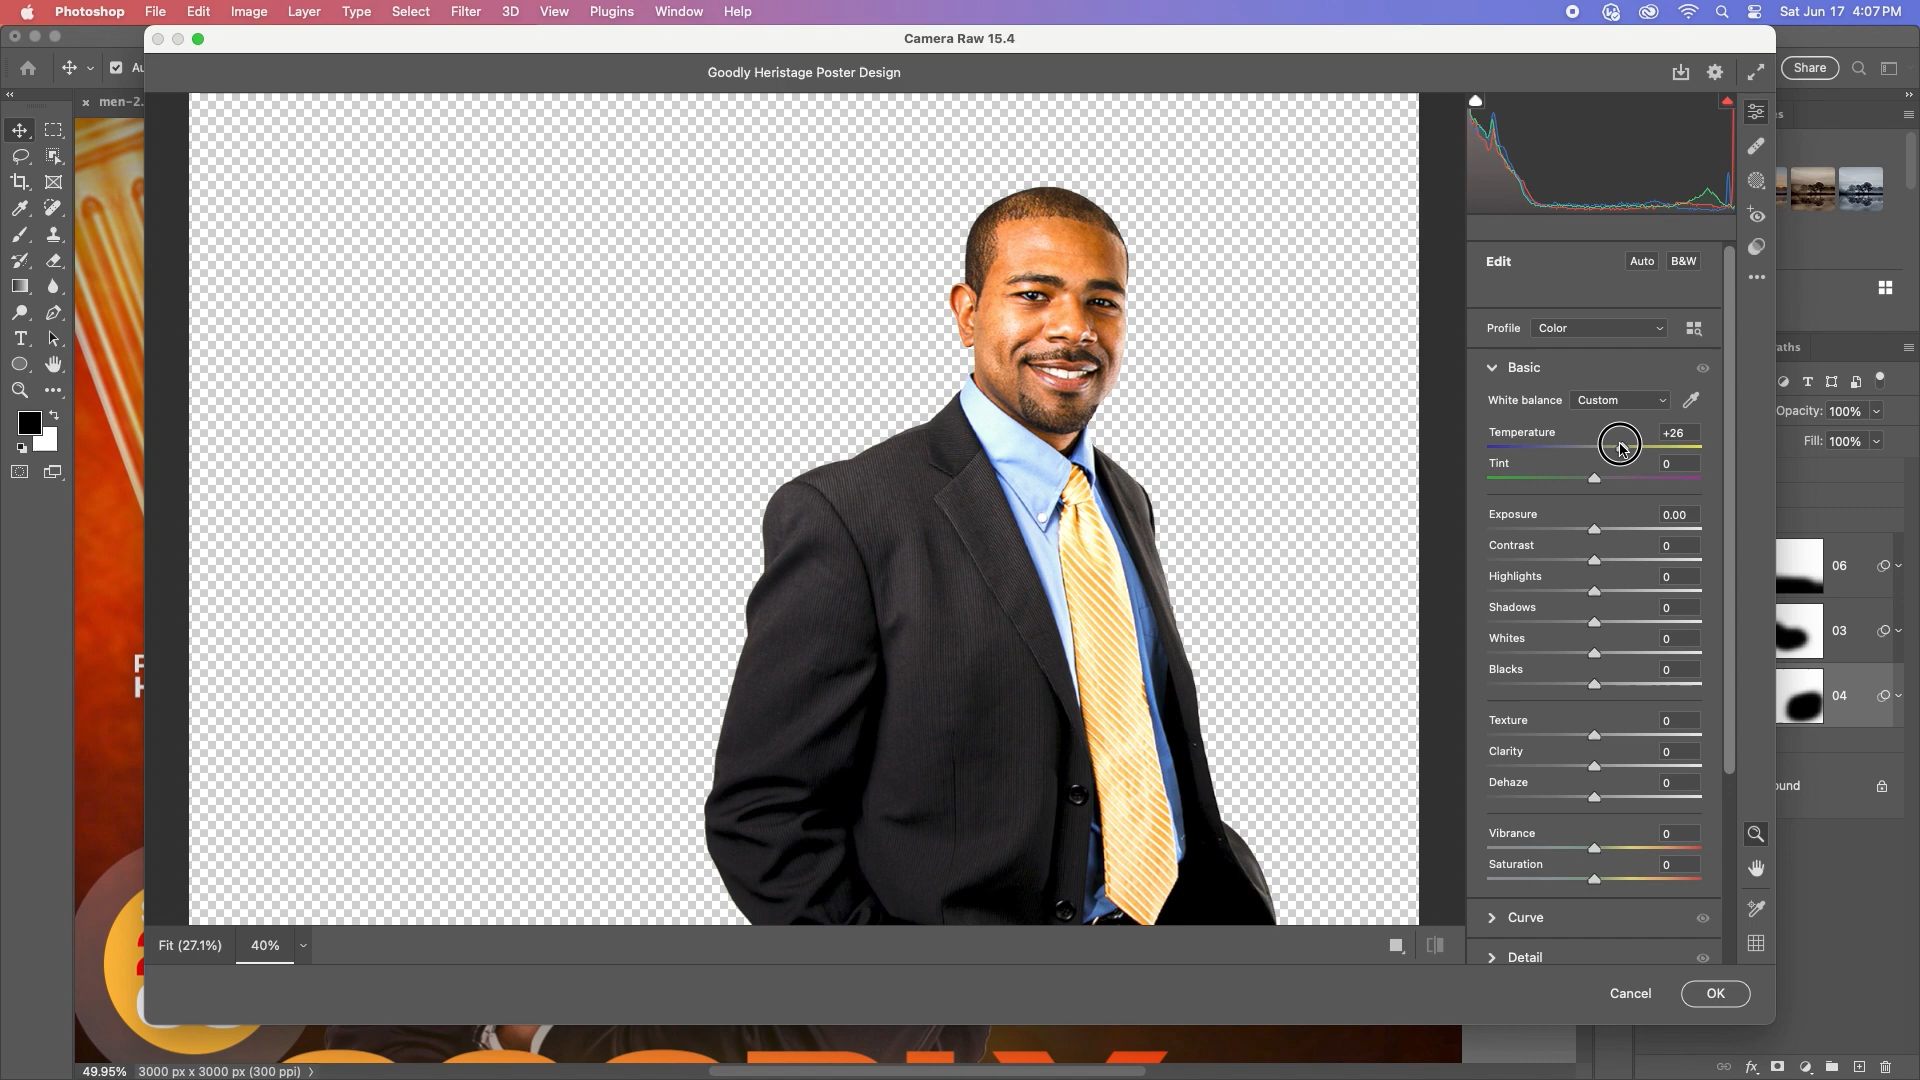 Photoshop File Edit Image Layer Type Select Filter 3D View Plugins Window Help Sat Jun 17 4:07 PM
Camera Raw 15.4
Goodly Heristage Poster Design
Share
men-2.
Edit Auto B&W
Profile Color
Basic
White balance Custom
Temperature +26
Tint 0
Exposure 0.00
Contrast 0
Highlights 0
Shadows 0
Whites 0
Blacks 0
Texture 0
Clarity 0
Dehaze 0
Vibrance 0
Saturation 0
Curve
Detail
Opacity: 100%
Fill: 100%
06
03
04
Fit (27.1%) 40%
Cancel OK
49.95% 3000 px x 3000 px (300 ppi)